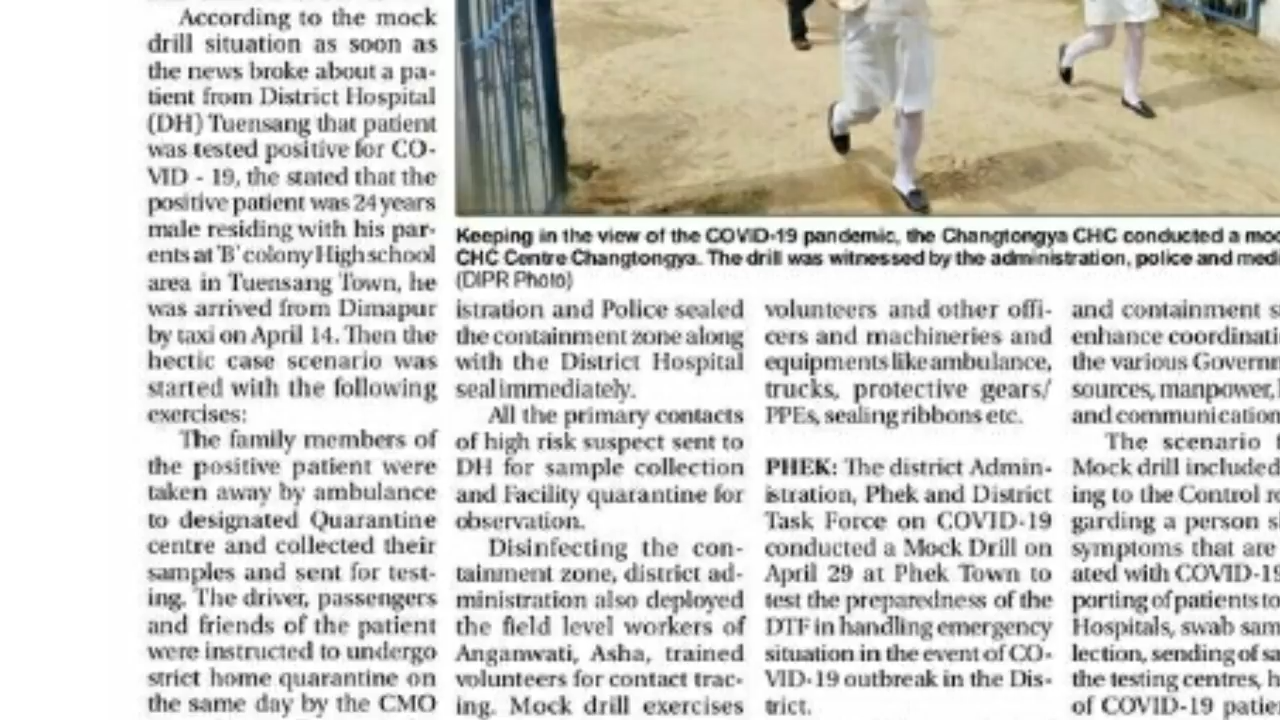 According to the mock
drill situation as soon as
the news broke about a pa-
tient from District Hospital
(DH) Tuensang that patient
was tested positive for CO-
VID - 19, the stated that the
positive patient was 24 years
male residing with his par-
ents at 'B' colony High school
area in Tuensang Town, he
was arrived from Dimapur
by taxi on April 14. Then the
hectic case scenario was
started with the following
exercises:
The family members of
the positive patient were
taken away by ambulance
to designated Quarantine
centre and collected their
samples and sent for test-
ing. The driver, passengers
and friends of the patient
were instructed to undergo
strict home quarantine on
the same day by the CMO
Keeping in the view of the COVID-19 pandemic, the Changtongya CHC conducted a moc
CHC Centre Changtongya. The drill was witnessed by the administration, police and medi
(DIPR Photo)
istration and Police sealed
the containment zone along
with the District Hospital
seal immediately.
All the primary contacts
of high risk suspect sent to
DH for sample collection
and Facility quarantine for
observation.
Disinfecting the con-
tainment zone, district ad-
ministration also deployed
the field level workers of
Anganwati, Asha, trained
volunteers for contact trac-
ing. Mock drill exercises
volunteers and other offi-
cers and machineries and
equipments like ambulance,
trucks, protective gears/
PPEs, sealing ribbons etc.
PHEK: The district Admin-
istration, Phek and District
Task Force on COVID-19
conducted a Mock Drill on
April 29 at Phek Town to
test the preparedness of the
DTF in handling emergency
situation in the event of CO-
VID-19 outbreak in the Dis-
trict.
and containment s
enhance coordinati
the various Governm
sources, manpower,
and communication
The scenario
Mock drill included
ing to the Control ro
garding a person s
symptoms that are
ated with COVID-19
porting of patients to
Hospitals, swab sam
lection, sending of sa
the testing centres, h
of COVID-19 patie